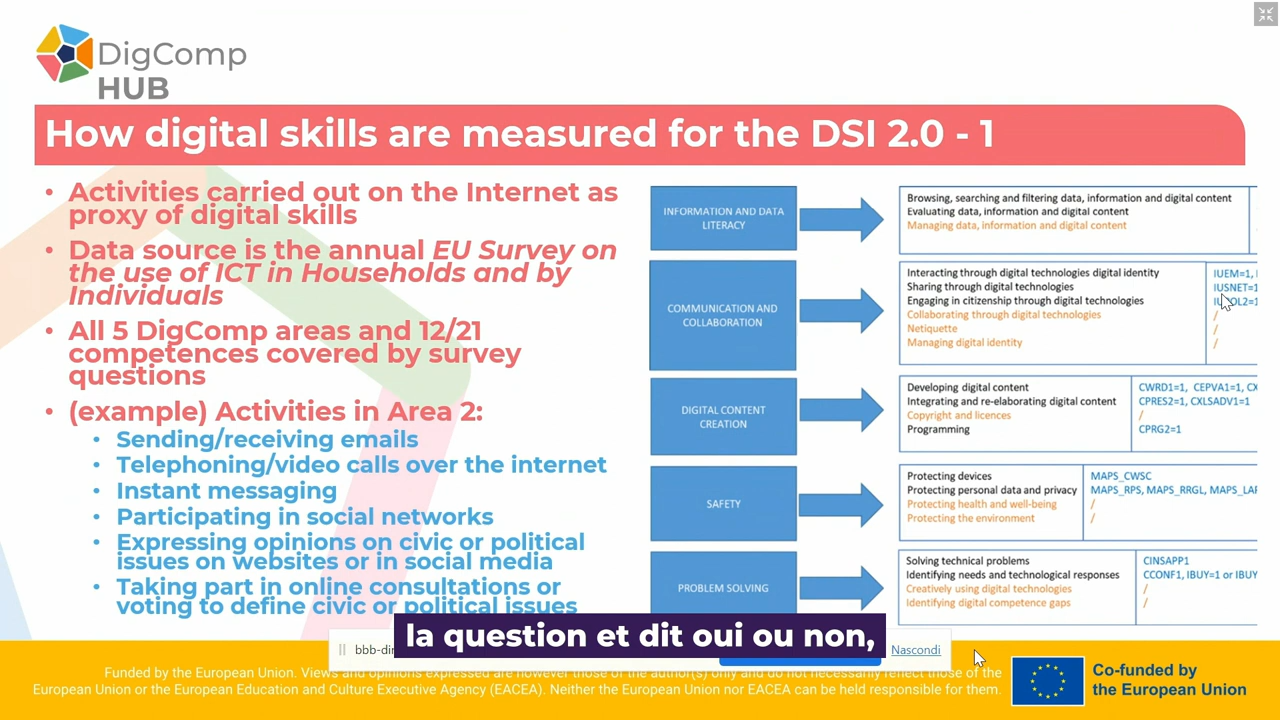 DigComp
HUB
How digital skills are measured for the DSI 2.0 - 1
• Activities carried out on the Internet as
proxy of digital skills
• Data source is the annual EU Survey on
the use of ICT in Households and by
Individuals
• All 5 DigComp areas and 12/21
competences covered by survey
questions
• (example) Activities in Area 2:
• Sending/receiving emails
• Telephoning/video calls over the internet
• Instant messaging
• Participating in social networks
• Expressing opinions on civic or political
issues on websites or in social media
• Taking part in online consultations or
voting to define civic or political issues
INFORMATION AND DATA
LITERACY
Browsing, searching and filtering data, information and digital content
Evaluating data, information and digital content
Managing data, information and digital content
COMMUNICATION AND
COLLABORATION
Interacting through digital technologies digital identity
Sharing through digital technologies
Engaging in citizenship through digital technologies
Collaborating through digital technologies
Netiquette
Managing digital identity
IUEM=1,
IUSNET=1
/
/
/
DIGITAL CONTENT
CREATION
Developing digital content
Integrating and re-elaborating digital content
Copyright and licences
Programming
CWRD1=1, CEPVA1=1, CX
CPRES2=1, CXLSADV1=1
/
CPRG2=1
SAFETY
Protecting devices
Protecting personal data and privacy
Protecting health and well-being
Protecting the environment
MAPS_CWSC
MAPS_RPS, MAPS_RRGL, MAPS_LAP
/
/
PROBLEM SOLVING
Solving technical problems
Identifying needs and technological responses
Creatively using digital technologies
Identifying digital competence gaps
CINSAPP1
CCONF1, IBUY=1 or IBUY
/
/
la question et dit oui ou non,
bbb-dir
Nascondi
Funded by the European Union. Views and opinions expressed are however those of the author(s) only and do not necessarily reflect those of the
European Union or the European Education and Culture Executive Agency (EACEA). Neither the European Union nor EACEA can be held responsible for them.
Co-funded by
the European Union